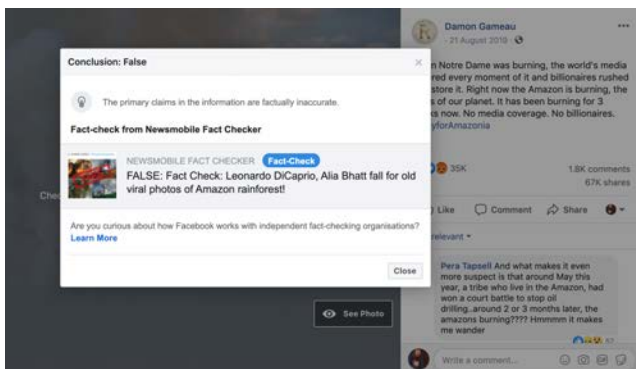 Conclusion: False
The primary claims in the information are factually inaccurate.
Fact-check from Newsmobile Fact Checker
NEWSMOBILE FACT CHECKER Fact-Check
FALSE: Fact Check: Leonardo DiCaprio, Alia Bhatt fall for old
viral photos of Amazon rainforest!
Are you curious about how Facebook works with independent fact-checking organisations?
Learn More
Close
See Photo
Damon Gameau
21 August 2019
n Notre Dame was burning, the world's media
red every moment of it and billionaires rushed
store it. Right now the Amazon is burning, the
s of our planet. It has been burning for 3
s now. No media coverage. No billionaires.
yforAmazonia
35K
1.8K comments
67K shares
Like Comment Share
elevant
Pera Tapsell And what makes it even
more suspect is that around May this
year, a tribe who live in the Amazon, had
won a court battle to stop oil
drilling..around 2 or 3 months later, the
amazons burning???? Hmmmm it makes
me wander
57
Write a comment...